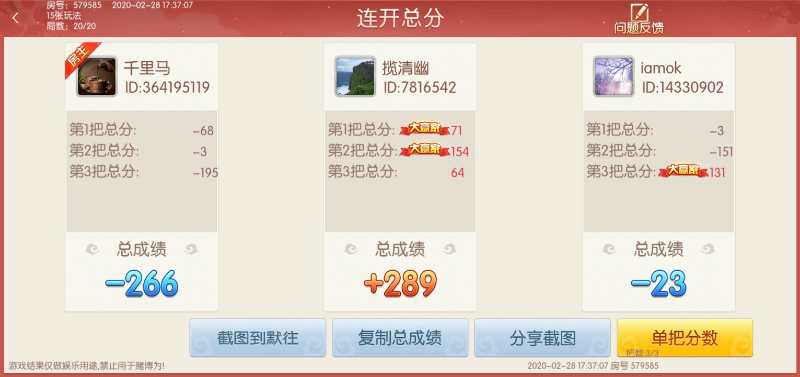 房号：579585 2020-02-28 17:37:07
15张玩法
局数：20/20
连开总分
问题反馈
房主
千里马
ID:364195119
第1把总分: -68
第2把总分: -3
第3把总分: -195
总成绩
-266
揽清幽
ID:7816542
第1把总分: 大赢家 71
第2把总分: 大赢家 154
第3把总分: 64
总成绩
+289
iamok
ID:14330902
第1把总分: -3
第2把总分: -151
第3把总分: 大赢家 131
总成绩
-23
截图到默往
复制总成绩
分享截图
单把分数
把数 3/3
游戏结果仅做娱乐用途,禁止用于赌博为!
2020-02-28 17:37:07 房号 579585